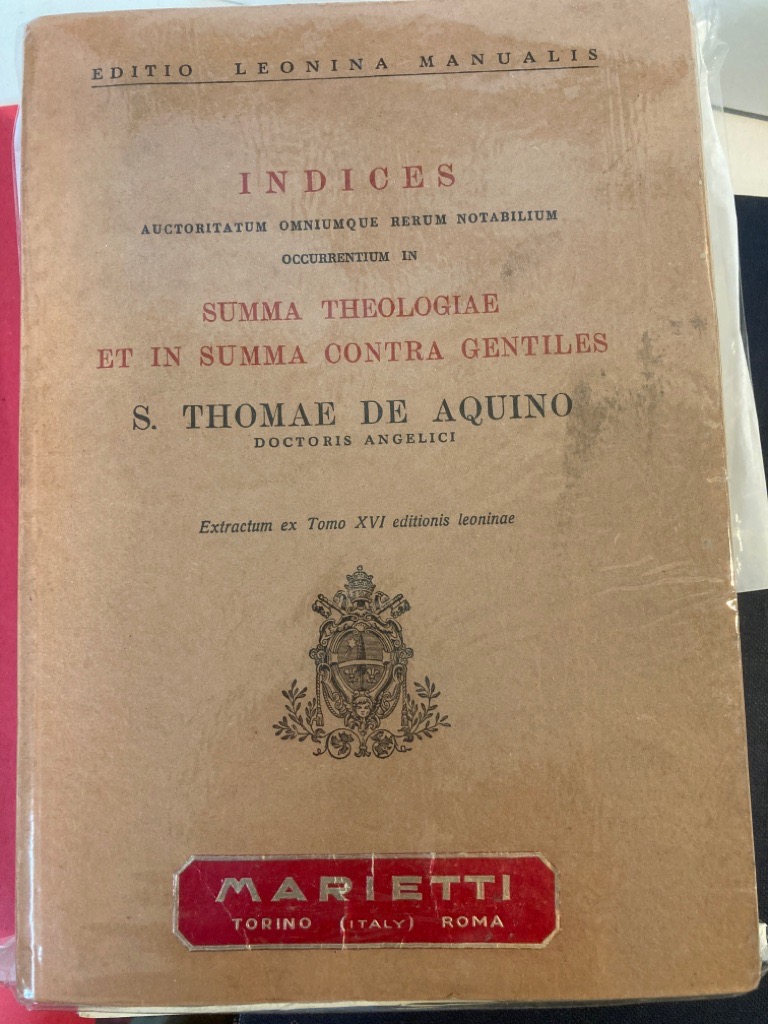 EDITIO LEONINA MANUALIS
INDICES
AUCTORITATUM OMNIUMQUE RERUM NOTABILIUM
OCCURRENTIUM IN
SUMMA THEOLOGIAE
ET IN SUMMA CONTRA GENTILES
S. THOMAE DE AQUINO
DOCTORIS ANGELICI
Extractum ex Tomo XVI editionis leoninae
MARIETTI
TORINO (ITALY) ROMA